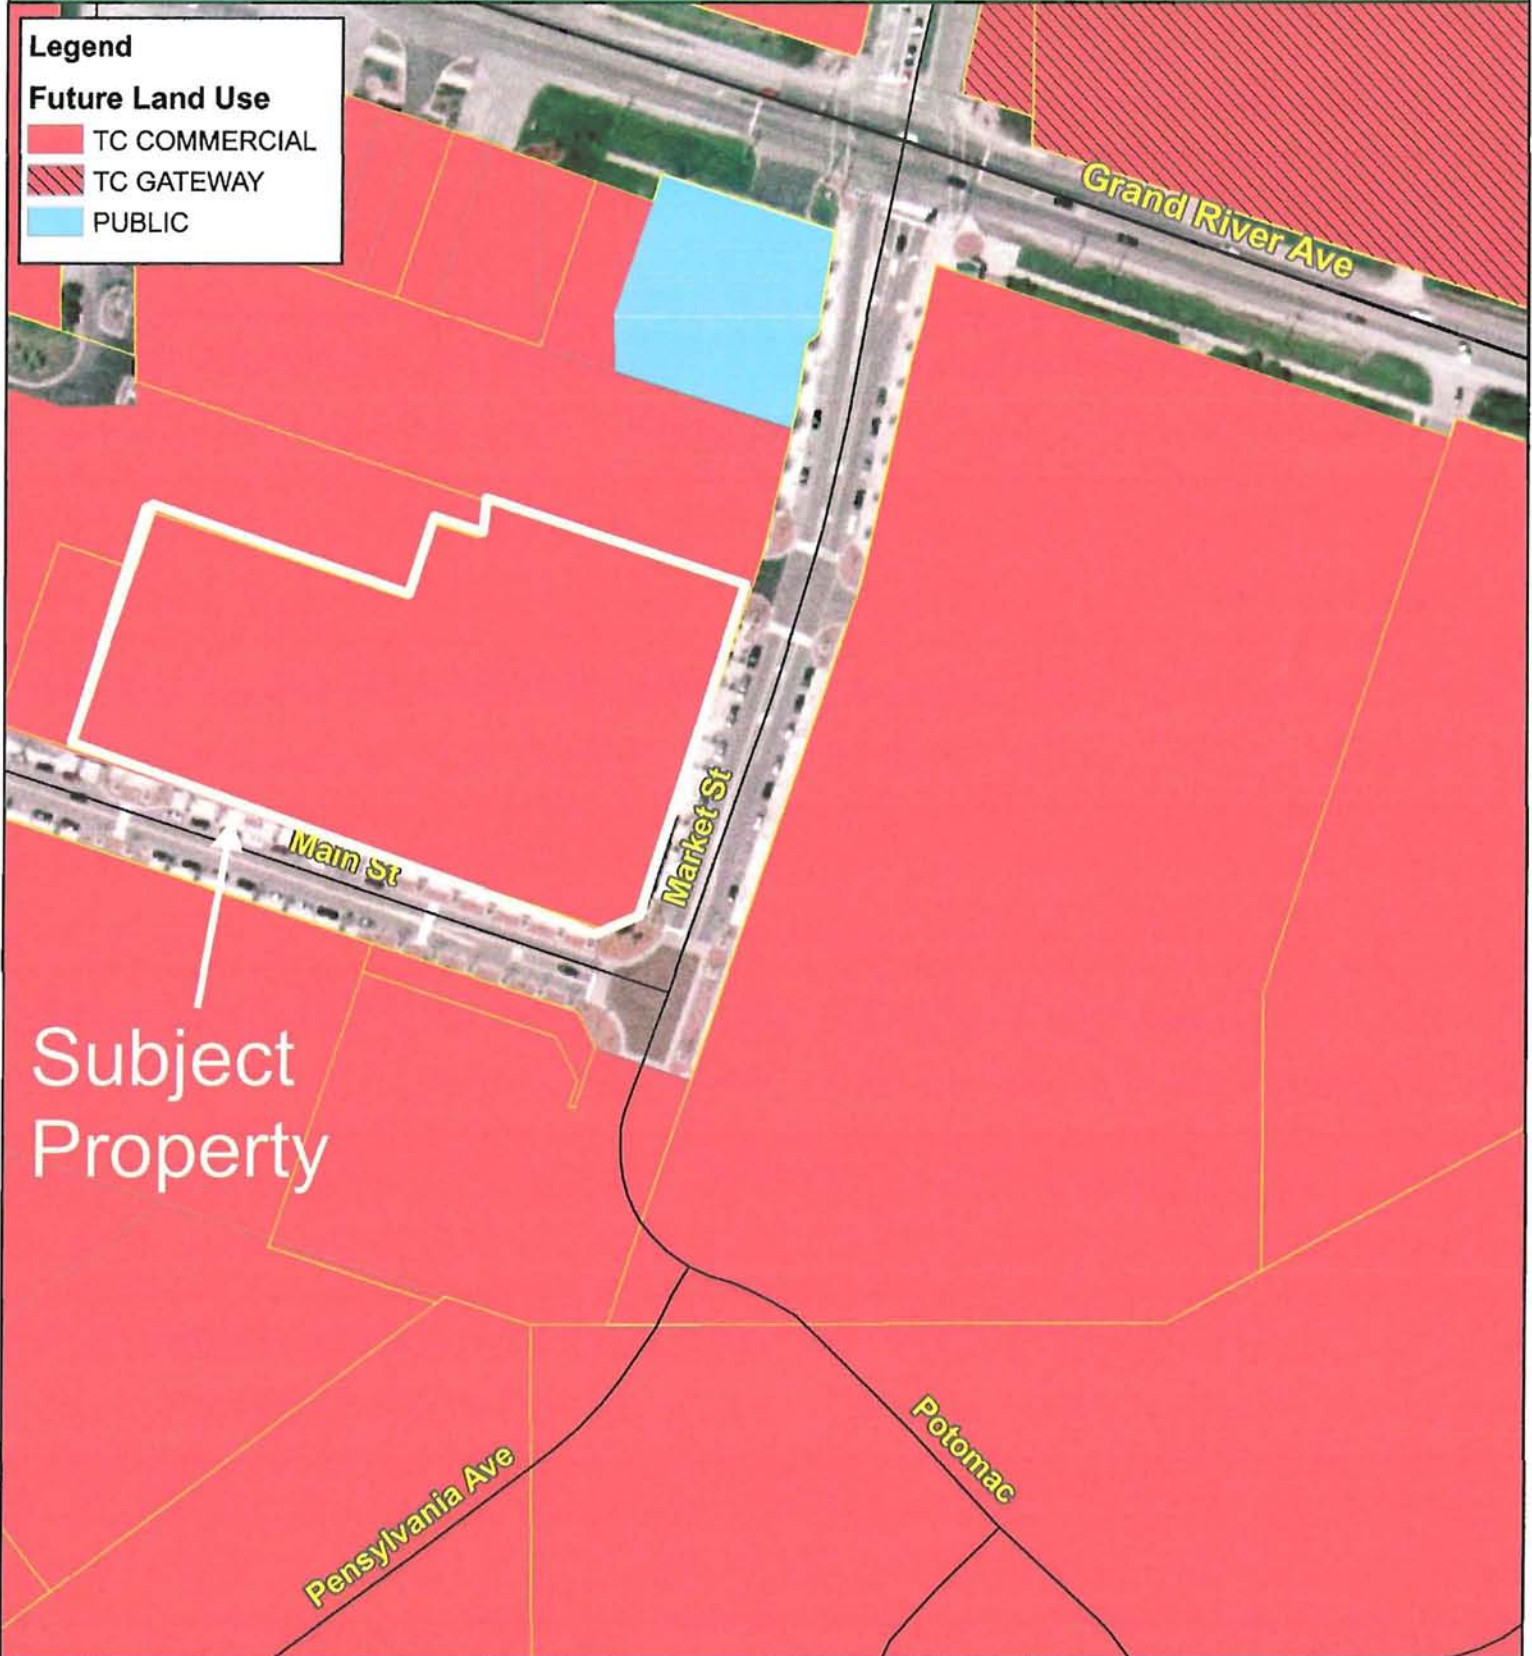 Legend
Future Land Use
TC COMMERCIAL
TC GATEWAY
PUBLIC
Grand River Ave
Market St
Main St
Subject
Property
Potomac
Pensylvania Ave